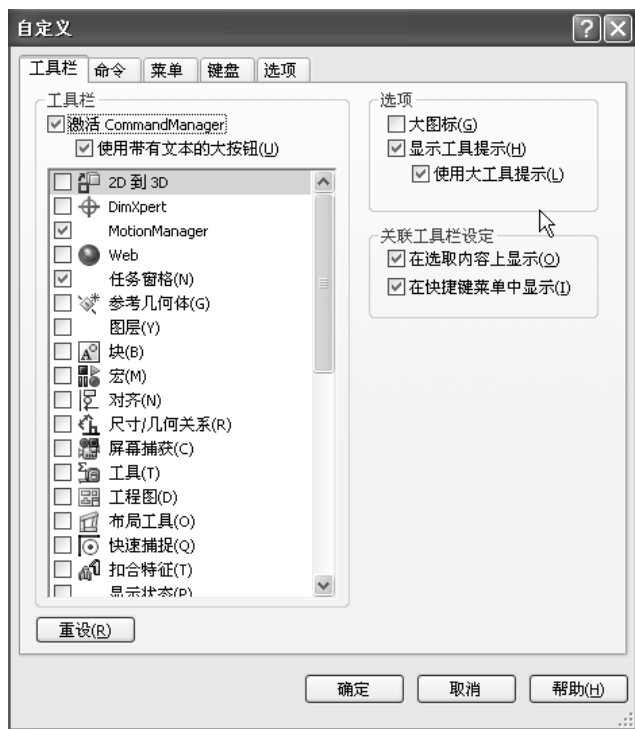 自定义
工具栏 命令 菜单 键盘 选项
工具栏
激活 CommandManager
使用带有文本的大按钮(U)
2D 到 3D
DimXpert
MotionManager
Web
任务窗格(N)
参考几何体(G)
图层(Y)
块(B)
宏(M)
对齐(N)
尺寸/几何关系(R)
屏幕捕获(C)
工具(T)
工程图(D)
布局工具(O)
快速捕捉(Q)
扣合特征(T)
显示状态(P)
选项
大图标(G)
显示工具提示(H)
使用大工具提示(L)
关联工具栏设定
在选取内容上显示(O)
在快捷键菜单中显示(I)
重设(R)
确定 取消 帮助(H)